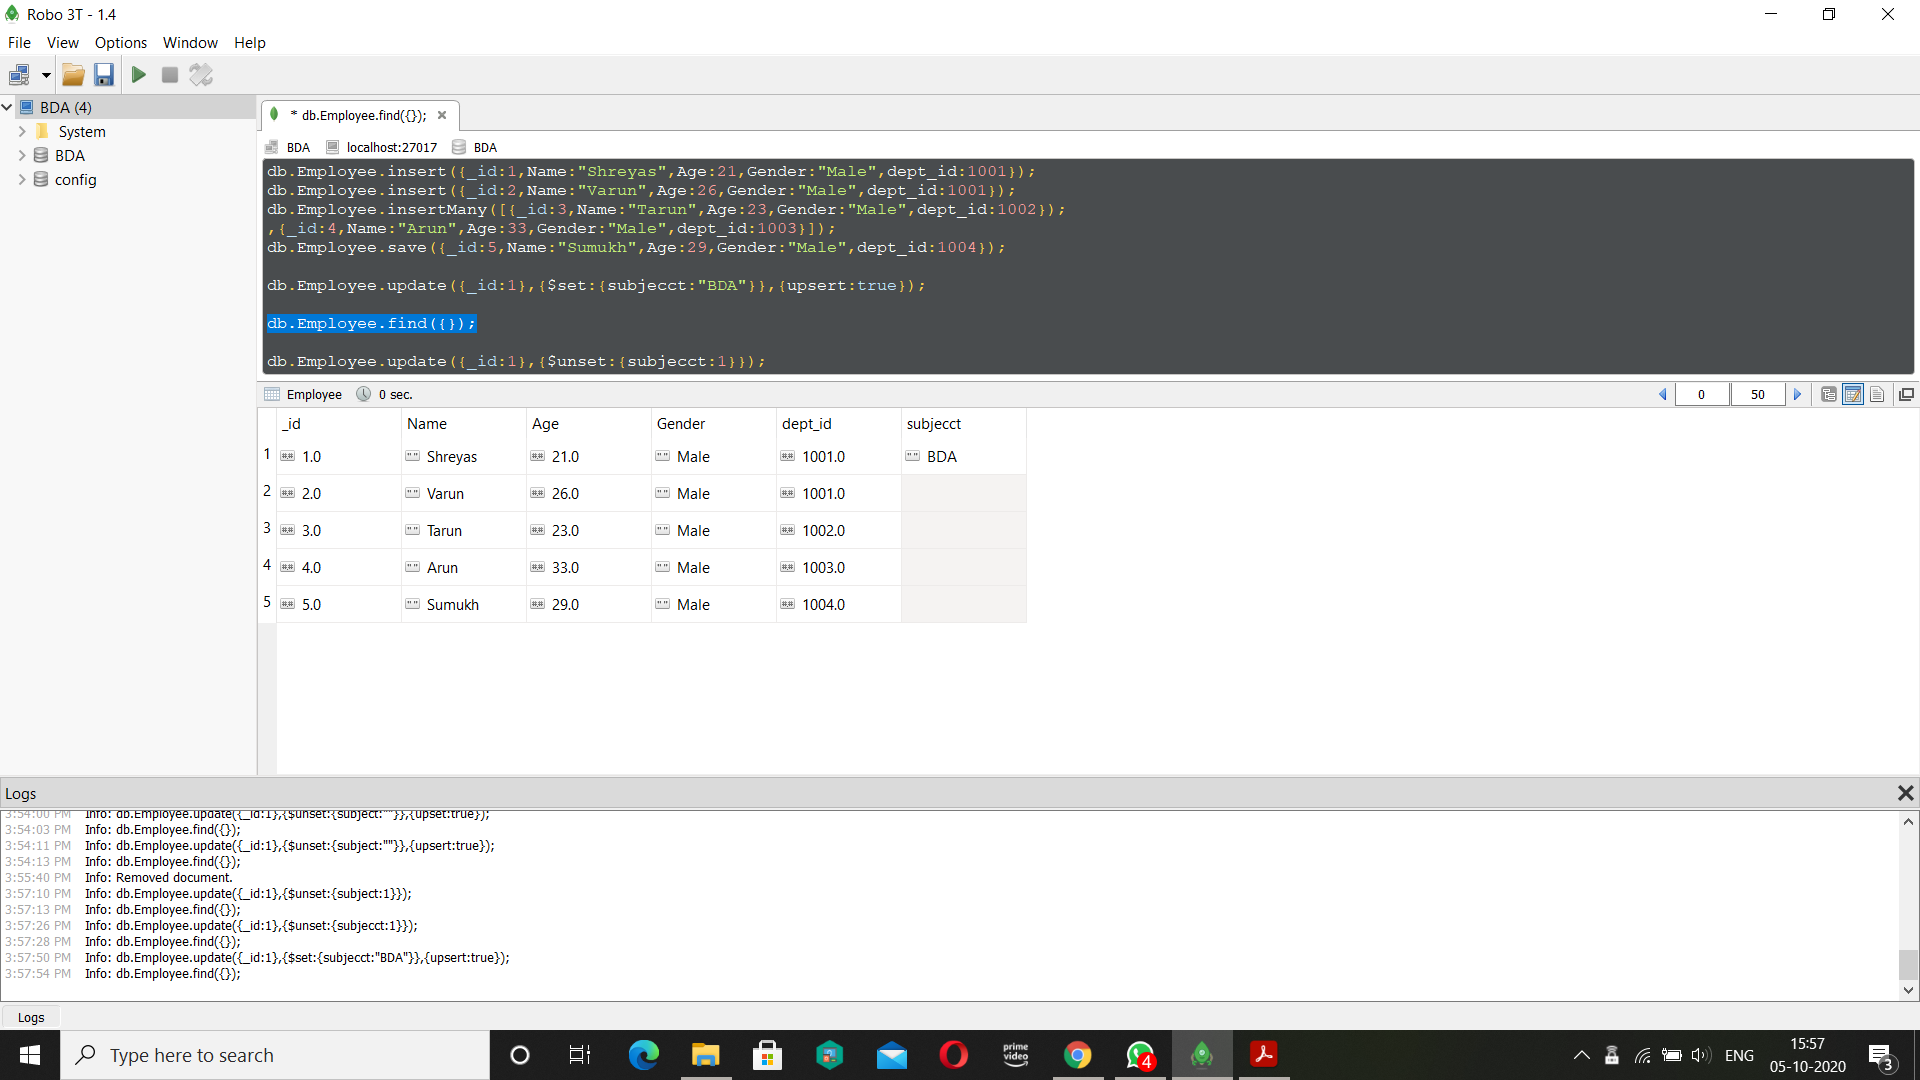 Robo 3T - 1.4
File View Options Window Help
BDA (4)
System
BDA
config
* db.Employee.find({});
BDA localhost:27017 BDA
db.Employee.insert({_id:1,Name:"Shreyas",Age:21,Gender:"Male",dept_id:1001});
db.Employee.insert({_id:2,Name:"Varun",Age:26,Gender:"Male",dept_id:1001});
db.Employee.insertMany([{_id:3,Name:"Tarun",Age:23,Gender:"Male",dept_id:1002});
,{_id:4,Name:"Arun",Age:33,Gender:"Male",dept_id:1003}]);
db.Employee.save({_id:5,Name:"Sumukh",Age:29,Gender:"Male",dept_id:1004});
db.Employee.update({_id:1},{$set:{subjecct:"BDA"}},{upsert:true});
db.Employee.find({});
db.Employee.update({_id:1},{$unset:{subjecct:1}});
Employee 0 sec. 0 50
_id Name Age Gender dept_id subjecct
1 1.0 Shreyas 21.0 Male 1001.0 BDA
2 2.0 Varun 26.0 Male 1001.0
3 3.0 Tarun 23.0 Male 1002.0
4 4.0 Arun 33.0 Male 1003.0
5 5.0 Sumukh 29.0 Male 1004.0
Logs
3:54:00 PM Info: db.Employee.update({_id:1},{$unset:{subject:""}},{upset:true});
3:54:03 PM Info: db.Employee.find({});
3:54:11 PM Info: db.Employee.update({_id:1},{$unset:{subject:""}},{upsert:true});
3:54:13 PM Info: db.Employee.find({});
3:55:40 PM Info: Removed document.
3:57:10 PM Info: db.Employee.update({_id:1},{$unset:{subject:1}});
3:57:13 PM Info: db.Employee.find({});
3:57:26 PM Info: db.Employee.update({_id:1},{$unset:{subjecct:1}});
3:57:28 PM Info: db.Employee.find({});
3:57:50 PM Info: db.Employee.update({_id:1},{$set:{subjecct:"BDA"}},{upsert:true});
3:57:54 PM Info: db.Employee.find({});
Logs
Type here to search
prime video
4
ENG
15:57
05-10-2020
3